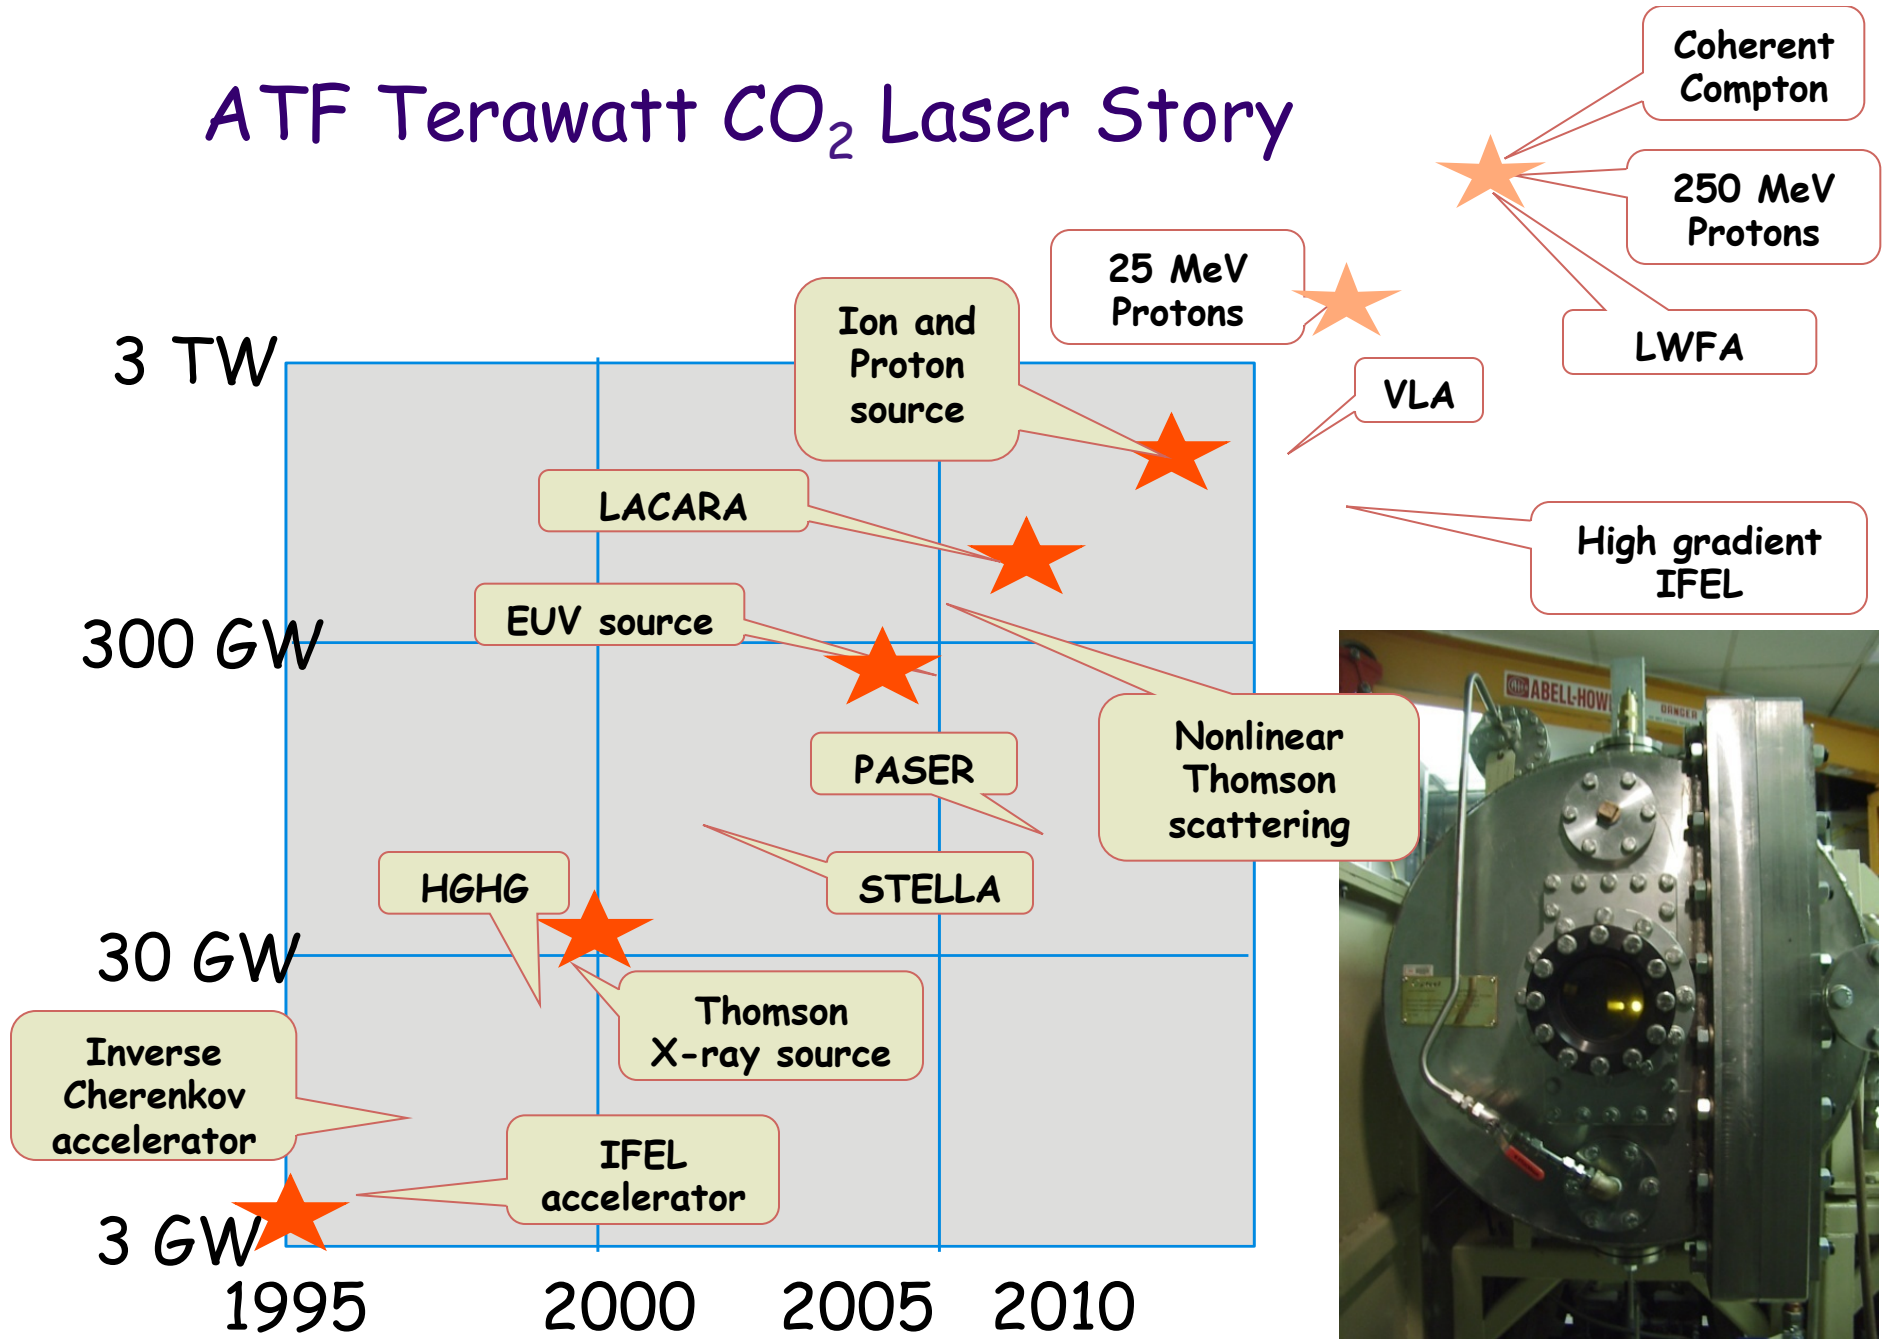 ATF Terawatt CO₂ Laser Story
Coherent
Compton
250 MeV
Protons
25 MeV
Protons
LWFA
Ion and
Proton
source
3 TW
VLA
LACARA
High gradient
IFEL
EUV source
300 GW
Nonlinear
Thomson
scattering
PASER
HGHG
STELLA
30 GW
Thomson
X-ray source
Inverse
Cherenkov
accelerator
IFEL
accelerator
3 GW
1995
2000
2005
2010
ABELL-HOW
DANGER